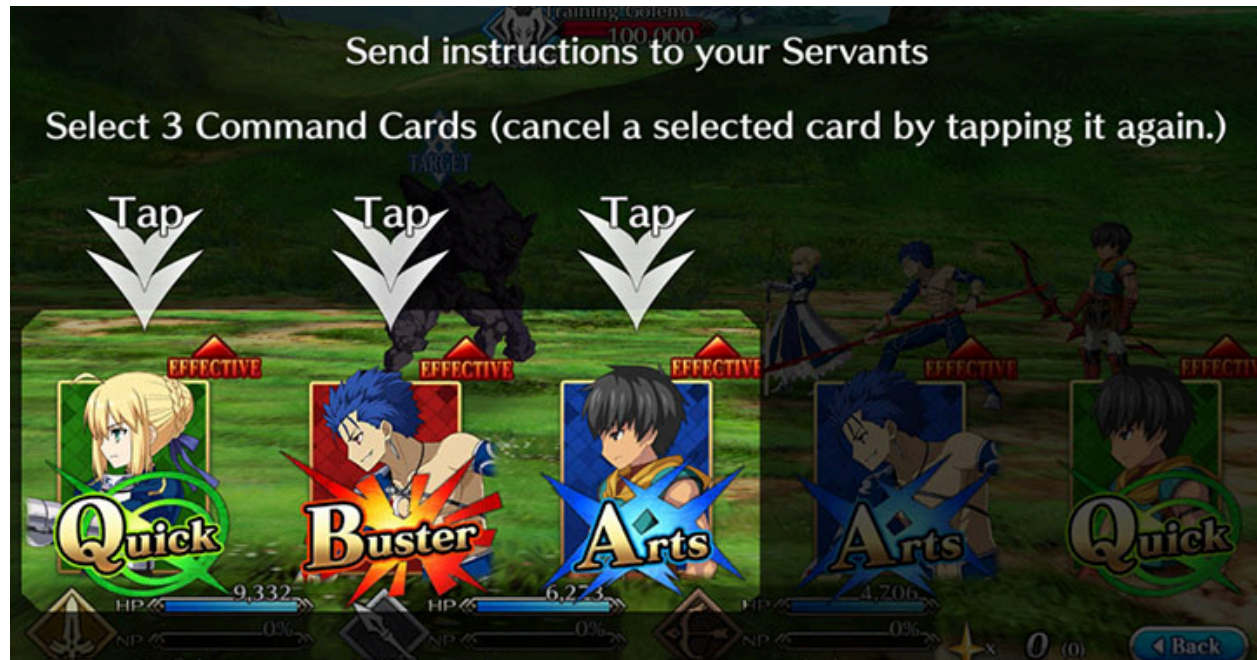 Training Golem
100,000
Send instructions to your Servants
Select 3 Command Cards (cancel a selected card by tapping it again.)
TARGET
Tap
Tap
Tap
EFFECTIVE
EFFECTIVE
EFFECTIVE
EFFECTIVE
EFFECTIV
Quick
Buster
Arts
Arts
Quick
HP 9,332
HP 6,273
HP 4,706
NP 0%
NP 0%
NP 0%
x 0 (0)
Back